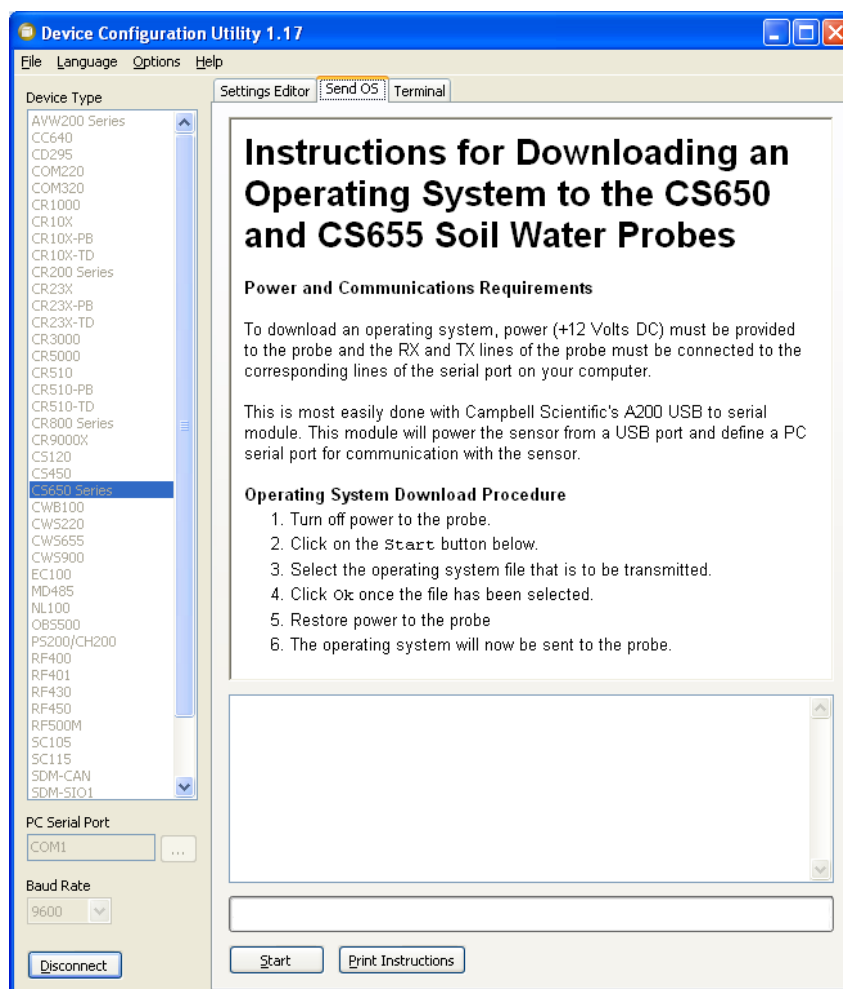 Device Configuration Utility 1.17
File Language Options Help
Device Type
AVW200 Series
CC640
CD295
COM220
COM320
CR1000
CR10X
CR10X-PB
CR10X-TD
CR200 Series
CR23X
CR23X-PB
CR23X-TD
CR3000
CR5000
CR510
CR510-PB
CR510-TD
CR800 Series
CR9000X
CS120
CS450
CS650 Series
CWB100
CWS220
CWS655
CWS900
EC100
MD485
NL100
OBS500
PS200/CH200
RF400
RF401
RF430
RF450
RF500M
SC105
SC115
SDM-CAN
SDM-SIO1
PC Serial Port
COM1
...
Baud Rate
9600
Disconnect
Settings Editor Send OS Terminal
Instructions for Downloading an
Operating System to the CS650
and CS655 Soil Water Probes
Power and Communications Requirements
To download an operating system, power (+12 Volts DC) must be provided
to the probe and the RX and TX lines of the probe must be connected to the
corresponding lines of the serial port on your computer.
This is most easily done with Campbell Scientific's A200 USB to serial
module. This module will power the sensor from a USB port and define a PC
serial port for communication with the sensor.
Operating System Download Procedure
1. Turn off power to the probe.
2. Click on the Start button below.
3. Select the operating system file that is to be transmitted.
4. Click Ok once the file has been selected.
5. Restore power to the probe
6. The operating system will now be sent to the probe.
Start Print Instructions